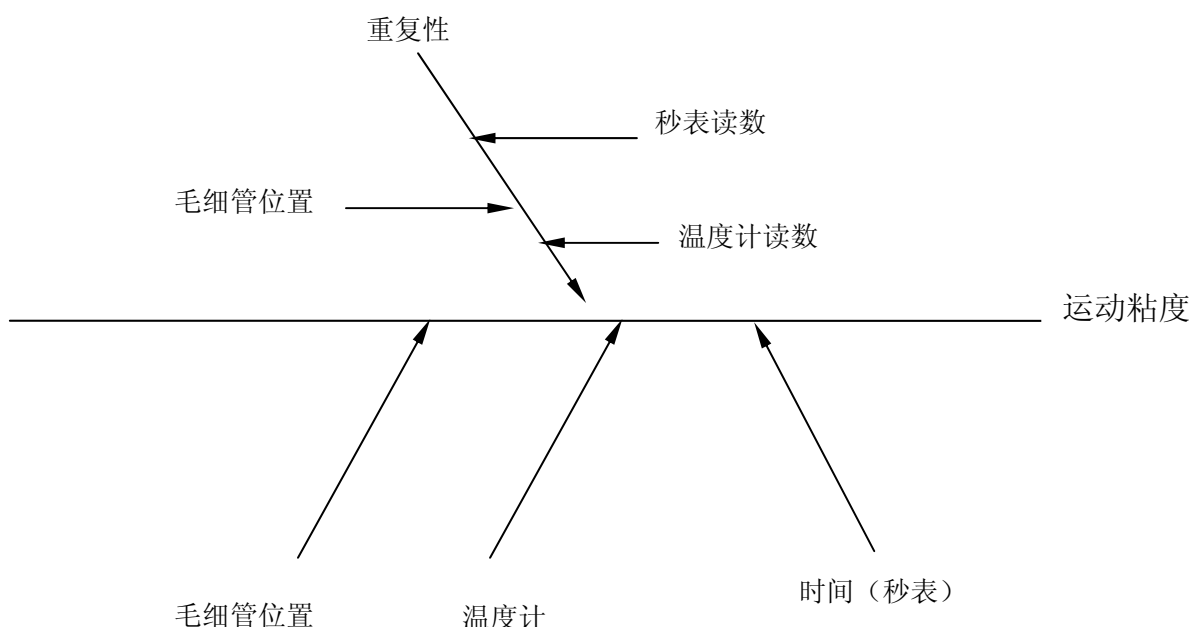 重复性
秒表读数
毛细管位置
温度计读数
运动粘度
时间（秒表）
毛细管位置
温度计